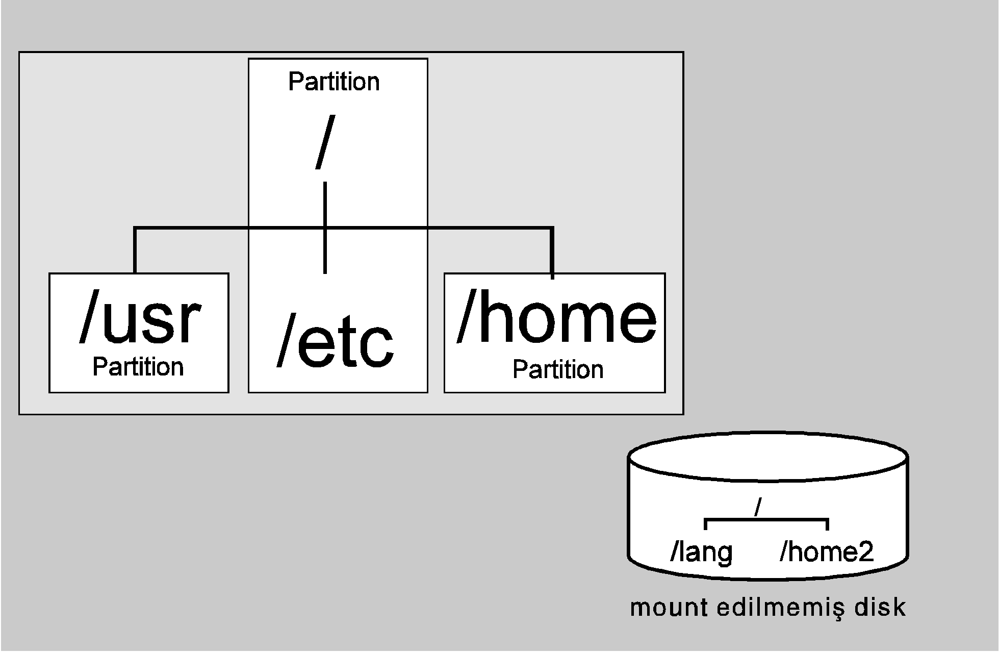 Partition
/
/usr
Partition
/etc
/home
Partition
/
/lang /home2
mount edilmemiş disk